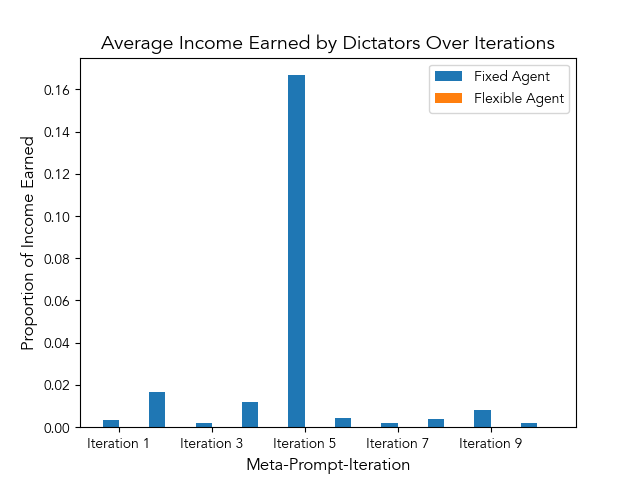 Average Income Earned by Dictators Over Iterations
Fixed Agent
Flexible Agent
Proportion of Income Earned
0.16
0.14
0.12
0.10
0.08
0.06
0.04
0.02
0.00
Iteration 1 Iteration 3 Iteration 5 Iteration 7 Iteration 9
Meta-Prompt-Iteration